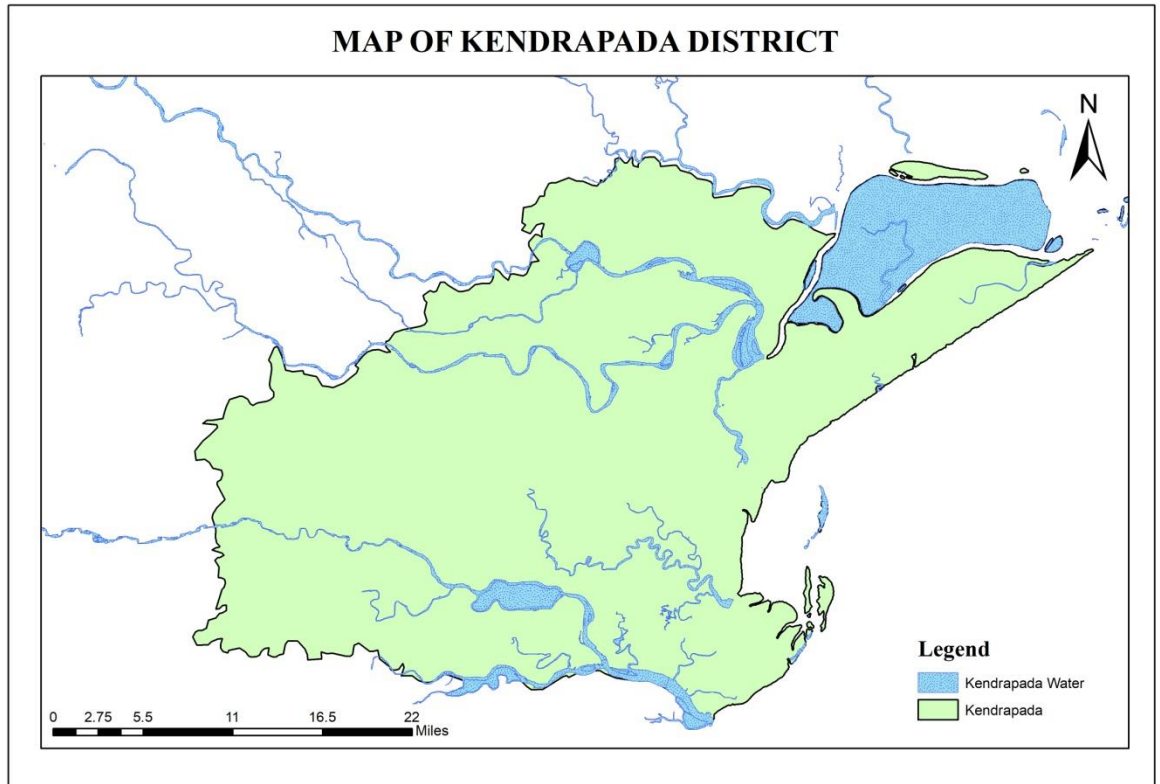 MAP OF KENDRAPADA DISTRICT
N
Legend
Kendrapada Water
Kendrapada
0 2.75 5.5 11 16.5 22
Miles